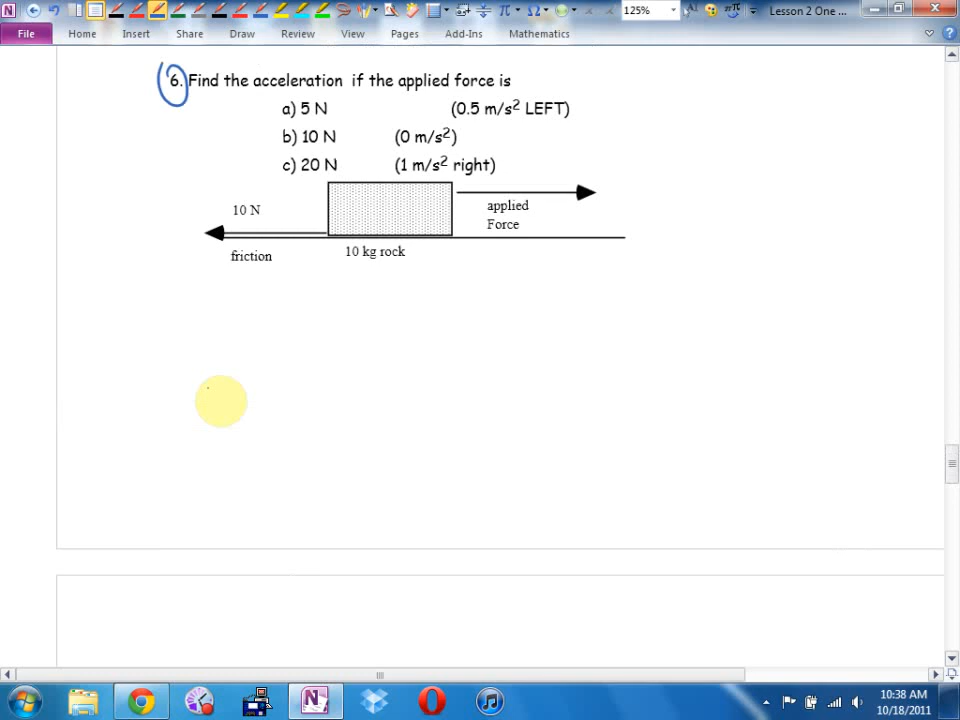 125%
Lesson 2 One ...
File Home Insert Share Draw Review View Pages Add-Ins Mathematics
6. Find the acceleration if the applied force is
a) 5 N (0.5 m/s² LEFT)
b) 10 N (0 m/s²)
c) 20 N (1 m/s² right)
10 N
applied
Force
friction
10 kg rock
10:38 AM
10/18/2011